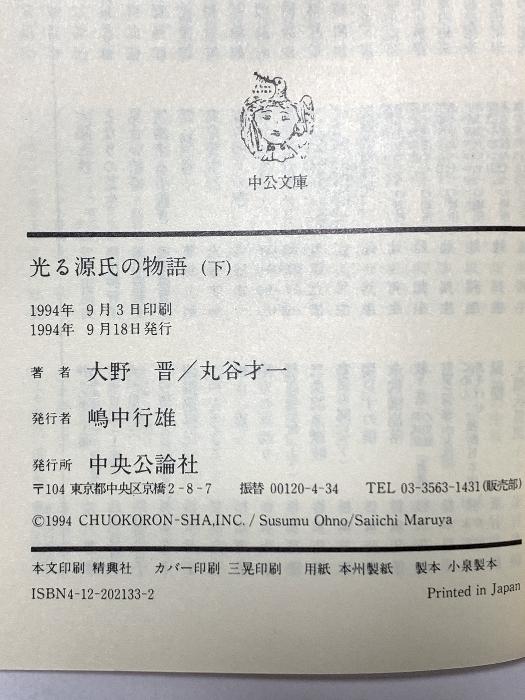 中公文庫
光る源氏の物語（下）
1994年 9月3日印刷
1994年 9月18日発行
著 者 大野 晋／丸谷才一
発行者 嶋中行雄
発行所 中央公論社
〒104 東京都中央区京橋2-8-7 振替 00120-4-34 TEL 03-3563-1431(販売部)
©1994 CHUOKORON-SHA,INC. / Susumu Ohno/Saiichi Maruya
本文印刷 精興社 カバー印刷 三晃印刷 用紙 本州製紙 製本 小泉製本
ISBN4-12-202133-2 Printed in Japan